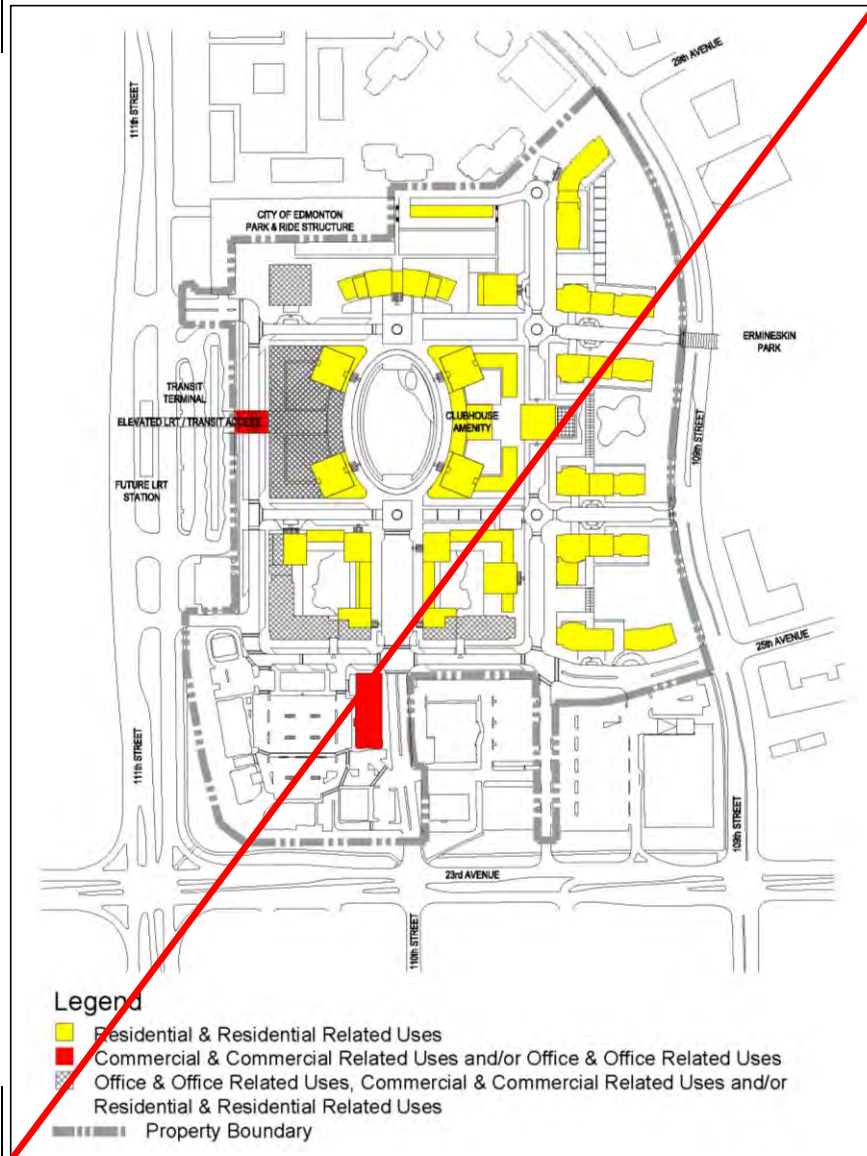 29th AVENUE
111th STREET
CITY OF EDMONTON
PARK & RIDE STRUCTURE
ERMINESKIN
PARK
TRANSIT
TERMINAL
ELEVATED LRT / TRANSIT ACCESS
CLUBHOUSE
AMENITY
109th STREET
FUTURE LRT
STATION
25th AVENUE
111th STREET
109th STREET
23rd AVENUE
110th STREET
Legend
Residential & Residential Related Uses
Commercial & Commercial Related Uses and/or Office & Office Related Uses
Office & Office Related Uses, Commercial & Commercial Related Uses and/or
Residential & Residential Related Uses
Property Boundary